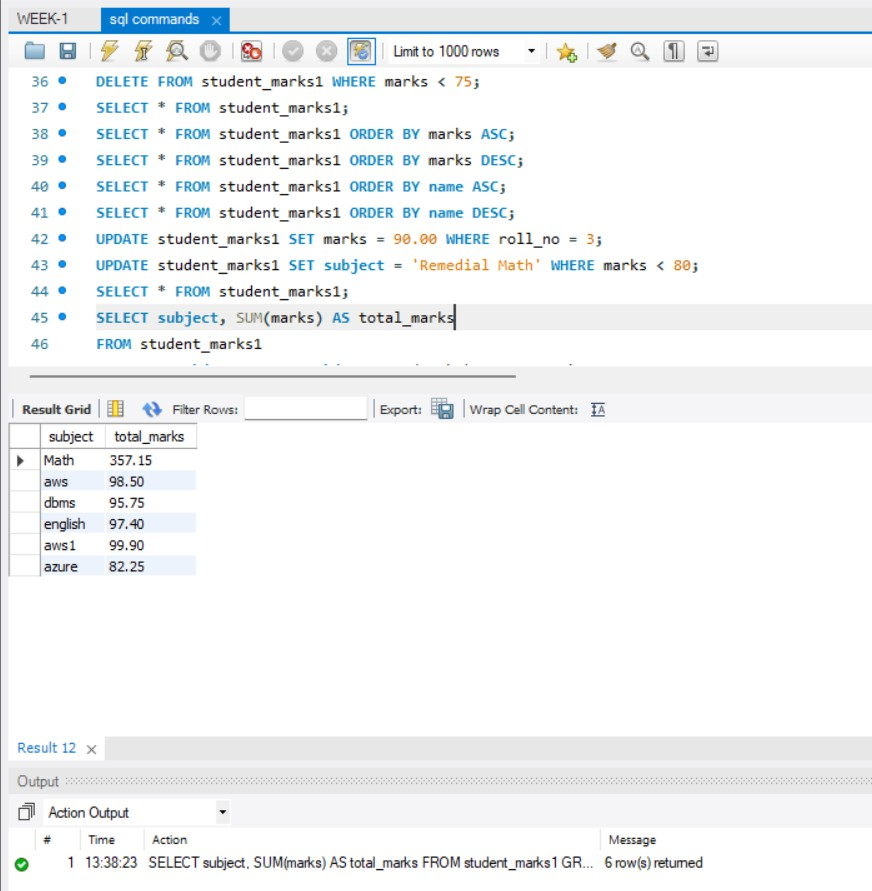 WEEK-1 sql commands
Limit to 1000 rows
36 DELETE FROM student_marks1 WHERE marks < 75;
37 SELECT * FROM student_marks1;
38 SELECT * FROM student_marks1 ORDER BY marks ASC;
39 SELECT * FROM student_marks1 ORDER BY marks DESC;
40 SELECT * FROM student_marks1 ORDER BY name ASC;
41 SELECT * FROM student_marks1 ORDER BY name DESC;
42 UPDATE student_marks1 SET marks = 90.00 WHERE roll_no = 3;
43 UPDATE student_marks1 SET subject = 'Remedial Math' WHERE marks < 80;
44 SELECT * FROM student_marks1;
45 SELECT subject, SUM(marks) AS total_marks
46 FROM student_marks1
Result Grid Filter Rows: Export: Wrap Cell Content:
subject total_marks
Math 357.15
aws 98.50
dbms 95.75
english 97.40
aws1 99.90
azure 82.25
Result 12
Output
Action Output
# Time Action Message
1 13:38:23 SELECT subject, SUM(marks) AS total_marks FROM student_marks1 GR... 6 row(s) returned